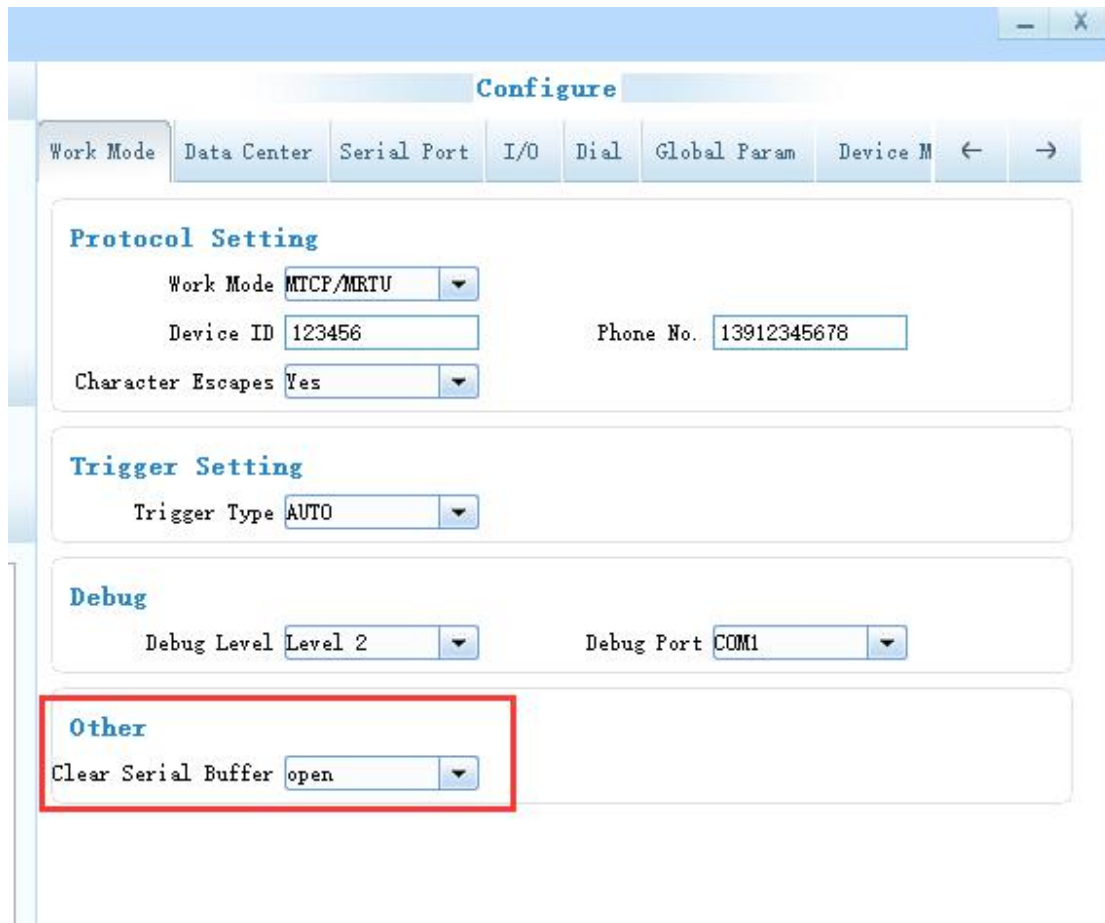 Configure
Work Mode Data Center Serial Port I/O Dial Global Param Device M ← →
Protocol Setting
Work Mode MTCP/MRTU
Device ID 123456 Phone No. 13912345678
Character Escapes Yes
Trigger Setting
Trigger Type AUTO
Debug
Debug Level Level 2 Debug Port COM1
Other
Clear Serial Buffer open